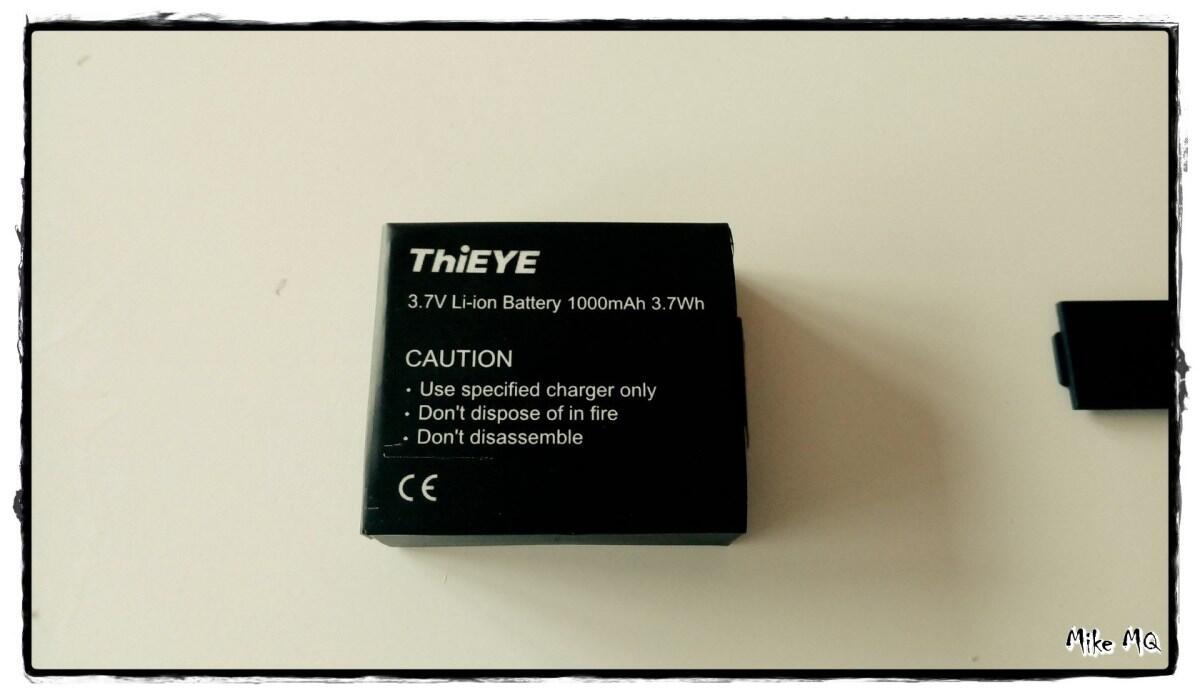 ThiEYE
3.7V Li-ion Battery 1000mAh 3.7Wh
CAUTION
· Use specified charger only
· Don't dispose of in fire
· Don't disassemble
CE
Mike MQ